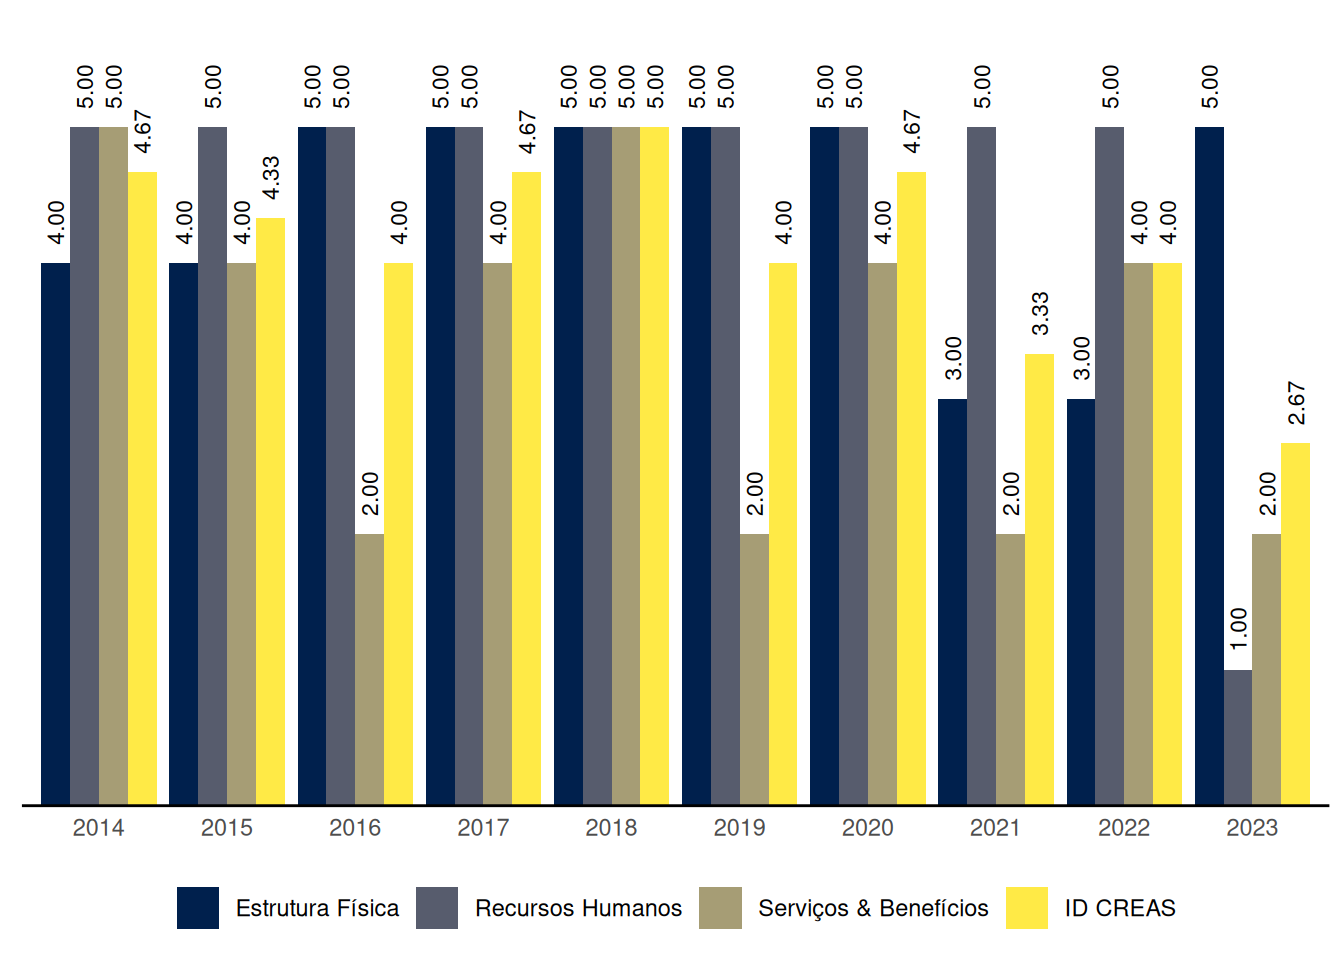 5.00 5.00 5.00 5.00 5.00 5.00 5.00 5.00 5.00 5.00 5.00 5.00 5.00 5.00 5.00 5.00 5.00 5.00
4.67 4.67 4.67
4.33
4.00 4.00 4.00 4.00 4.00 4.00 4.00 4.00 4.00
3.33
3.00 3.00
2.67
2.00 2.00 2.00 2.00
1.00
2014 2015 2016 2017 2018 2019 2020 2021 2022 2023
Estrutura Física Recursos Humanos Serviços & Benefícios ID CREAS